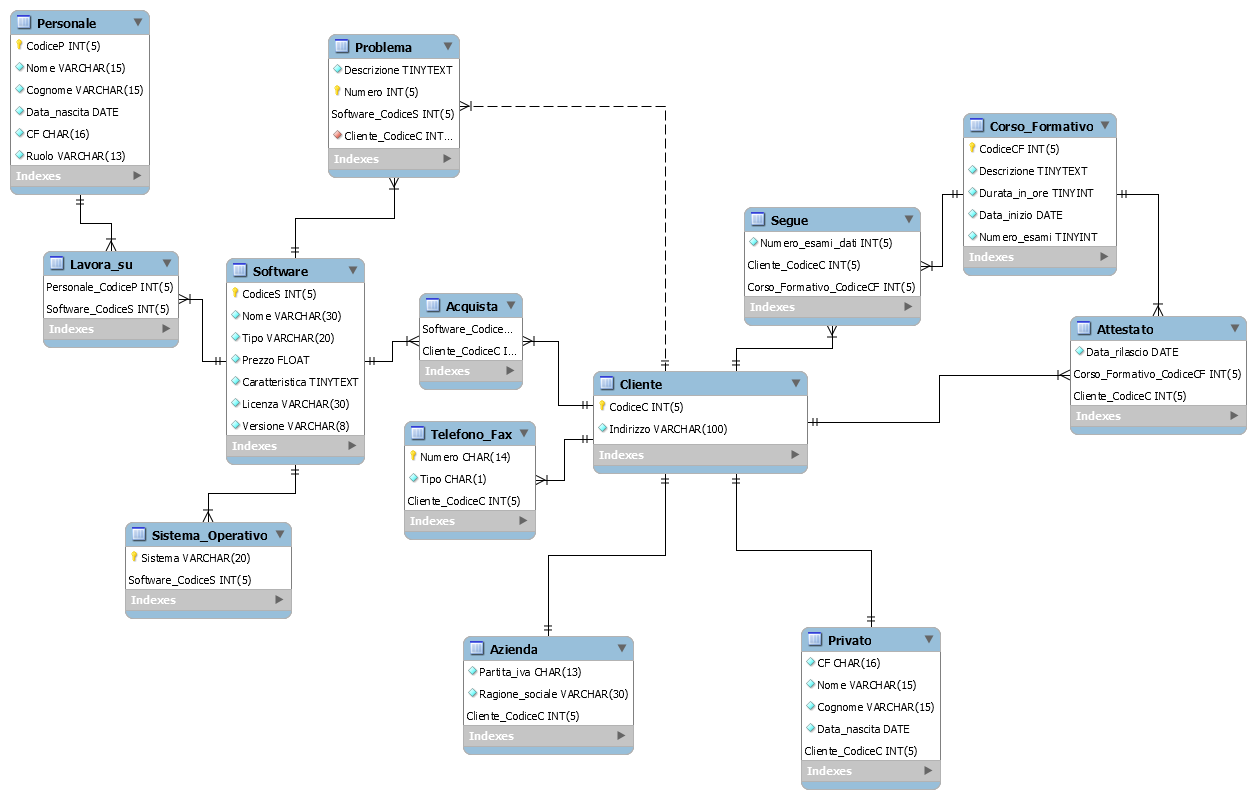 Personale
CodiceP INT(5)
Nome VARCHAR(15)
Cognome VARCHAR(15)
Data_nascita DATE
CF CHAR(16)
Ruolo VARCHAR(13)
Indexes
Problema
Descrizione TINYTEXT
Numero INT(5)
Software_CodiceS INT(5)
Cliente_CodiceC INT...
Indexes
Corso_Formativo
CodiceCF INT(5)
Descrizione TINYTEXT
Durata_in_ore TINYINT
Data_inizio DATE
Numero_esami TINYINT
Indexes
Segue
Numero_esami_dati INT(5)
Cliente_CodiceC INT(5)
Corso_Formativo_CodiceCF INT(5)
Indexes
Lavora_su
Personale_CodiceP INT(5)
Software_CodiceS INT(5)
Indexes
Software
CodiceS INT(5)
Nome VARCHAR(30)
Tipo VARCHAR(20)
Prezzo FLOAT
Caratteristica TINYTEXT
Licenza VARCHAR(30)
Versione VARCHAR(8)
Indexes
Acquista
Software_Codice...
Cliente_CodiceC I...
Indexes
Attestato
Data_rilascio DATE
Corso_Formativo_CodiceCF INT(5)
Cliente_CodiceC INT(5)
Indexes
Cliente
CodiceC INT(5)
Indirizzo VARCHAR(100)
Indexes
Telefono_Fax
Numero CHAR(14)
Tipo CHAR(1)
Cliente_CodiceC INT(5)
Indexes
Sistema_Operativo
Sistema VARCHAR(20)
Software_CodiceS INT(5)
Indexes
Azienda
Partita_iva CHAR(13)
Ragione_sociale VARCHAR(30)
Cliente_CodiceC INT(5)
Indexes
Privato
CF CHAR(16)
Nome VARCHAR(15)
Cognome VARCHAR(15)
Data_nascita DATE
Cliente_CodiceC INT(5)
Indexes